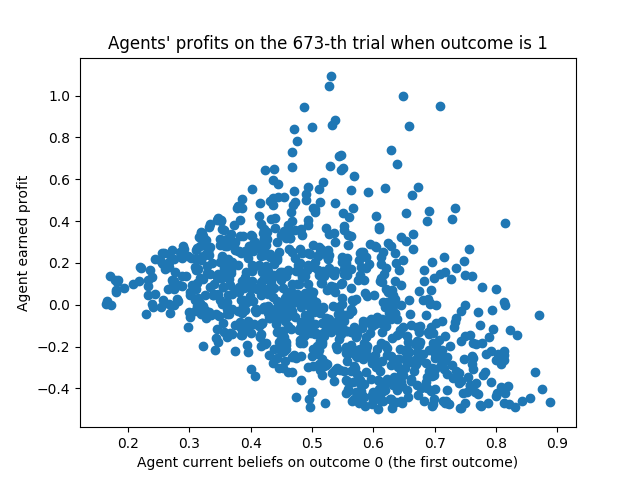 Agents' profits on the 673-th trial when outcome is 1
Agent earned profit
1.0
0.8
0.6
0.4
0.2
0.0
−0.2
−0.4
0.2 0.3 0.4 0.5 0.6 0.7 0.8 0.9
Agent current beliefs on outcome 0 (the first outcome)